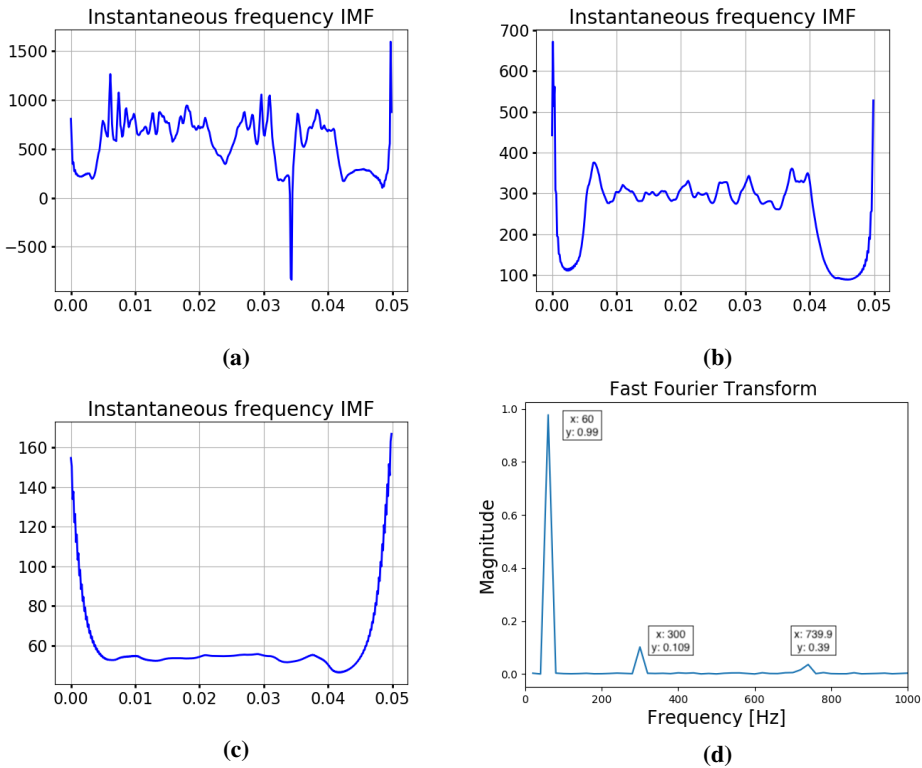 Instantaneous frequency IMF
1500
1000
500
0
−500
0.00 0.01 0.02 0.03 0.04 0.05
(a)
Instantaneous frequency IMF
700
600
500
400
300
200
100
0.00 0.01 0.02 0.03 0.04 0.05
(b)
Instantaneous frequency IMF
160
140
120
100
80
60
0.00 0.01 0.02 0.03 0.04 0.05
(c)
Fast Fourier Transform
1.0
0.8
0.6
0.4
0.2
0.0
Magnitude
x: 60
y: 0.99
x: 300
y: 0.109
x: 739.9
y: 0.39
0 200 400 600 800 1000
Frequency [Hz]
(d)